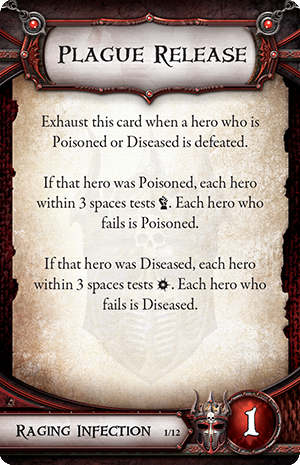 Plague Release
Exhaust this card when a hero who is
Poisoned or Diseased is defeated.
If that hero was Poisoned, each hero
within 3 spaces tests . Each hero who
fails is Poisoned.
If that hero was Diseased, each hero
within 3 spaces tests . Each hero who
fails is Diseased.
Raging Infection 1/12 1